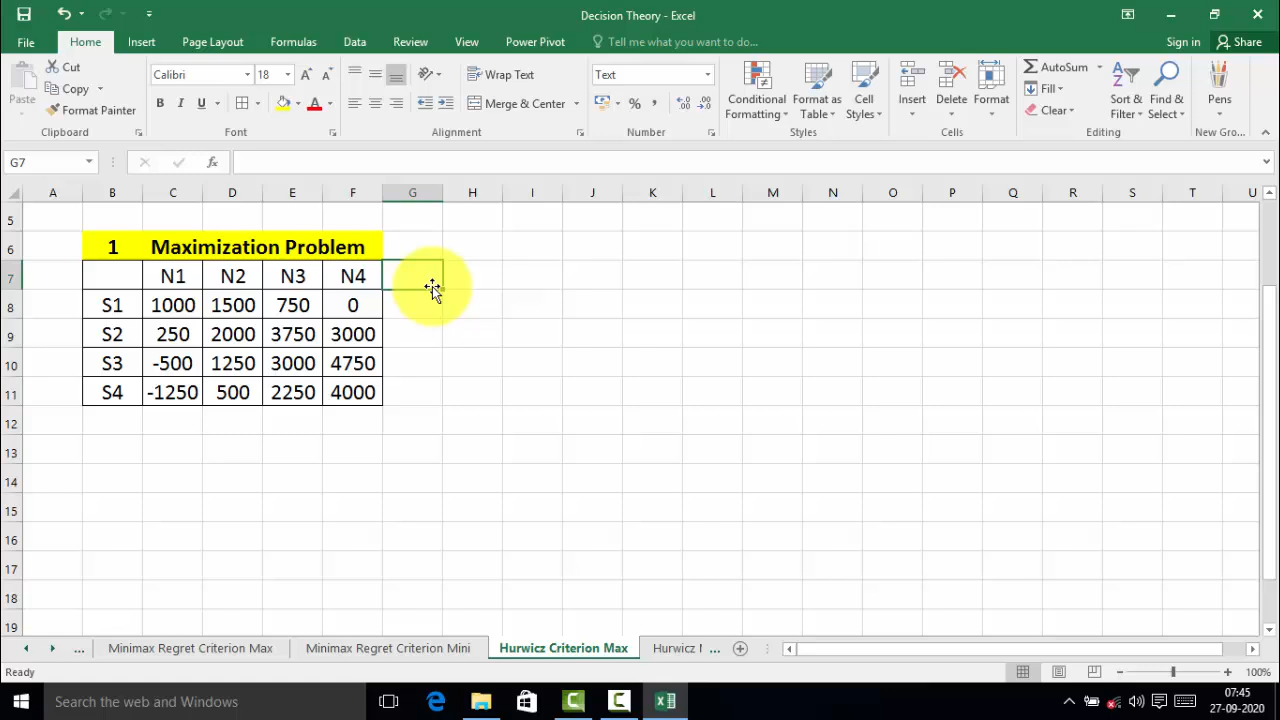 Decision Theory - Excel
File Home Insert Page Layout Formulas Data Review View Power Pivot Tell me what you want to do... Sign in Share
Paste Cut Copy Format Painter Clipboard
Calibri 18 A A B I U A Font
Wrap Text Merge & Center Alignment
Text % , Number
Conditional Formatting Format as Table Cell Styles Styles
Insert Delete Format Cells
AutoSum Fill Clear Sort & Filter Find & Select Editing
Pens New Gro...
G7 fx
A B C D E F G H I J K L M N O P Q R S T U
5
6 1 Maximization Problem
7 N1 N2 N3 N4
8 S1 1000 1500 750 0
9 S2 250 2000 3750 3000
10 S3 -500 1250 3000 4750
11 S4 -1250 500 2250 4000
12
13
14
15
16
17
18
19
... Minimax Regret Criterion Max Minimax Regret Criterion Mini Hurwicz Criterion Max Hurwicz ...
Ready 100%
Search the web and Windows 07:45
27-09-2020